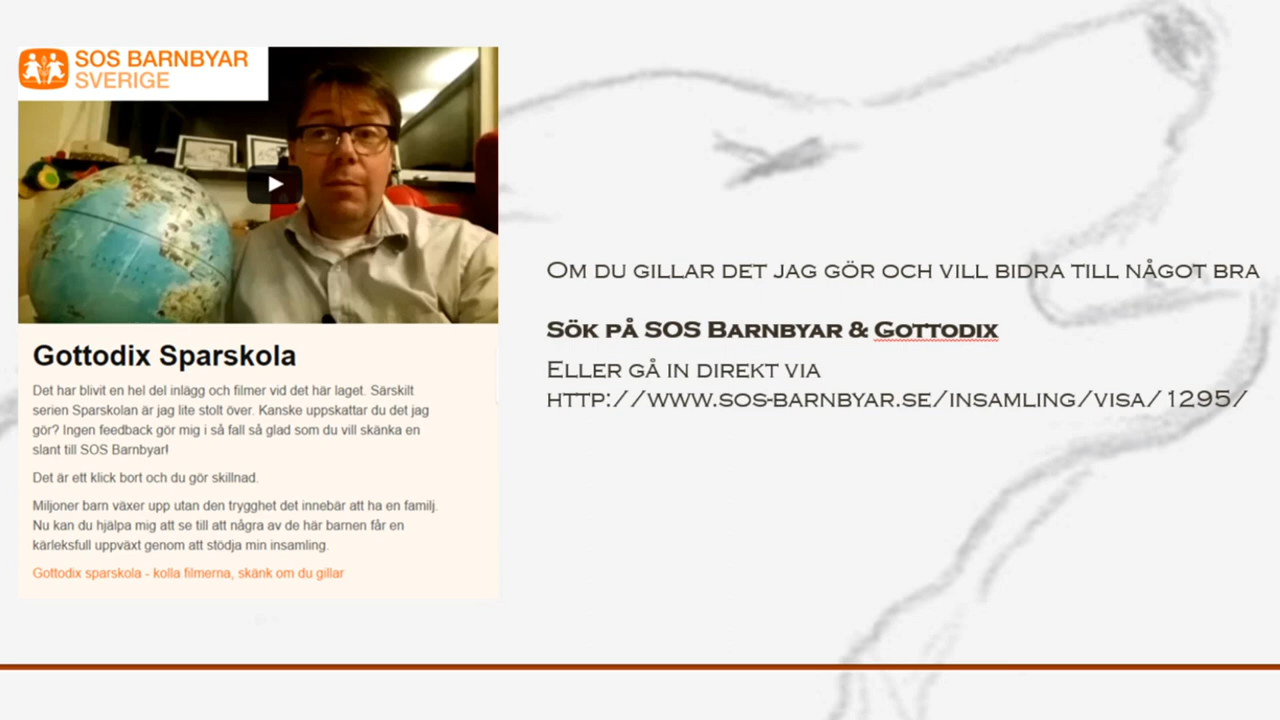 SOS BARNBYAR
SVERIGE
Gottodix Sparskola
Det har blivit en hel del inlägg och filmer vid det här laget. Särskilt
serien Sparskolan är jag lite stolt över. Kanske uppskattar du det jag
gör? Ingen feedback gör mig i så fall så glad som du vill skänka en
slant till SOS Barnbyar!
Det är ett klick bort och du gör skillnad.
Miljoner barn växer upp utan den trygghet det innebär att ha en familj.
Nu kan du hjälpa mig att se till att några av de här barnen får en
kärleksfull uppväxt genom att stödja min insamling.
Gottodix sparskola - kolla filmerna, skänk om du gillar
Om du gillar det jag gör och vill bidra till något bra
Sök på SOS Barnbyar & Gottodix
Eller gå in direkt via
http://www.sos-barnbyar.se/insamling/visa/1295/